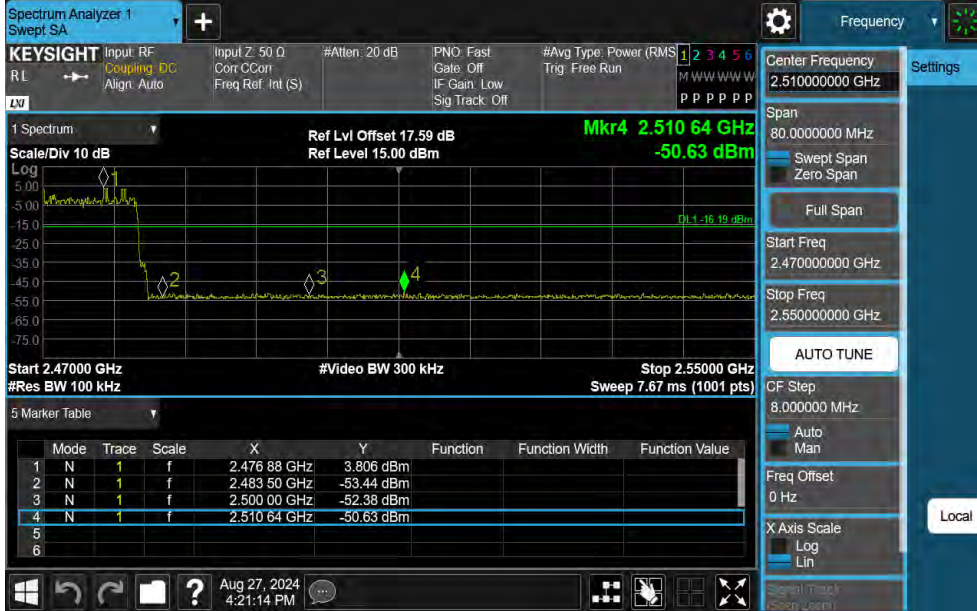 Spectrum Analyzer 1
Swept SA
Frequency
KEYSIGHT
RL
LXI
Input: RF
Coupling: DC
Align: Auto
Input Z: 50 Ω
Corr CCorr
Freq Ref: Int (S)
#Atten: 20 dB
PNO: Fast
Gate: Off
IF Gain: Low
Sig Track: Off
#Avg Type: Power (RMS
Trig: Free Run
1 2 3 4 5 6
M W W W W W
P P P P P P
1 Spectrum
Scale/Div 10 dB
Ref Lvl Offset 17.59 dB
Ref Level 15.00 dBm
Mkr4 2.510 64 GHz
-50.63 dBm
Log
5.00
-5.00
-15.0
-25.0
-35.0
-45.0
-55.0
-65.0
-75.0
DL1 -16.19 dBm
1
2
3
4
Start 2.47000 GHz
#Res BW 100 kHz
#Video BW 300 kHz
Stop 2.55000 GHz
Sweep 7.67 ms (1001 pts)
5 Marker Table
Mode Trace Scale X Y Function Function Width Function Value
1 N 1 f 2.476 88 GHz 3.806 dBm
2 N 1 f 2.483 50 GHz -53.44 dBm
3 N 1 f 2.500 00 GHz -52.38 dBm
4 N 1 f 2.510 64 GHz -50.63 dBm
5
6
?
Aug 27, 2024
4:21:14 PM
Center Frequency
2.510000000 GHz
Settings
Span
80.0000000 MHz
Swept Span
Zero Span
Full Span
Start Freq
2.470000000 GHz
Stop Freq
2.550000000 GHz
AUTO TUNE
CF Step
8.000000 MHz
Auto
Man
Freq Offset
0 Hz
Local
X Axis Scale
Log
Lin
Signal Track
(Span Zoom)